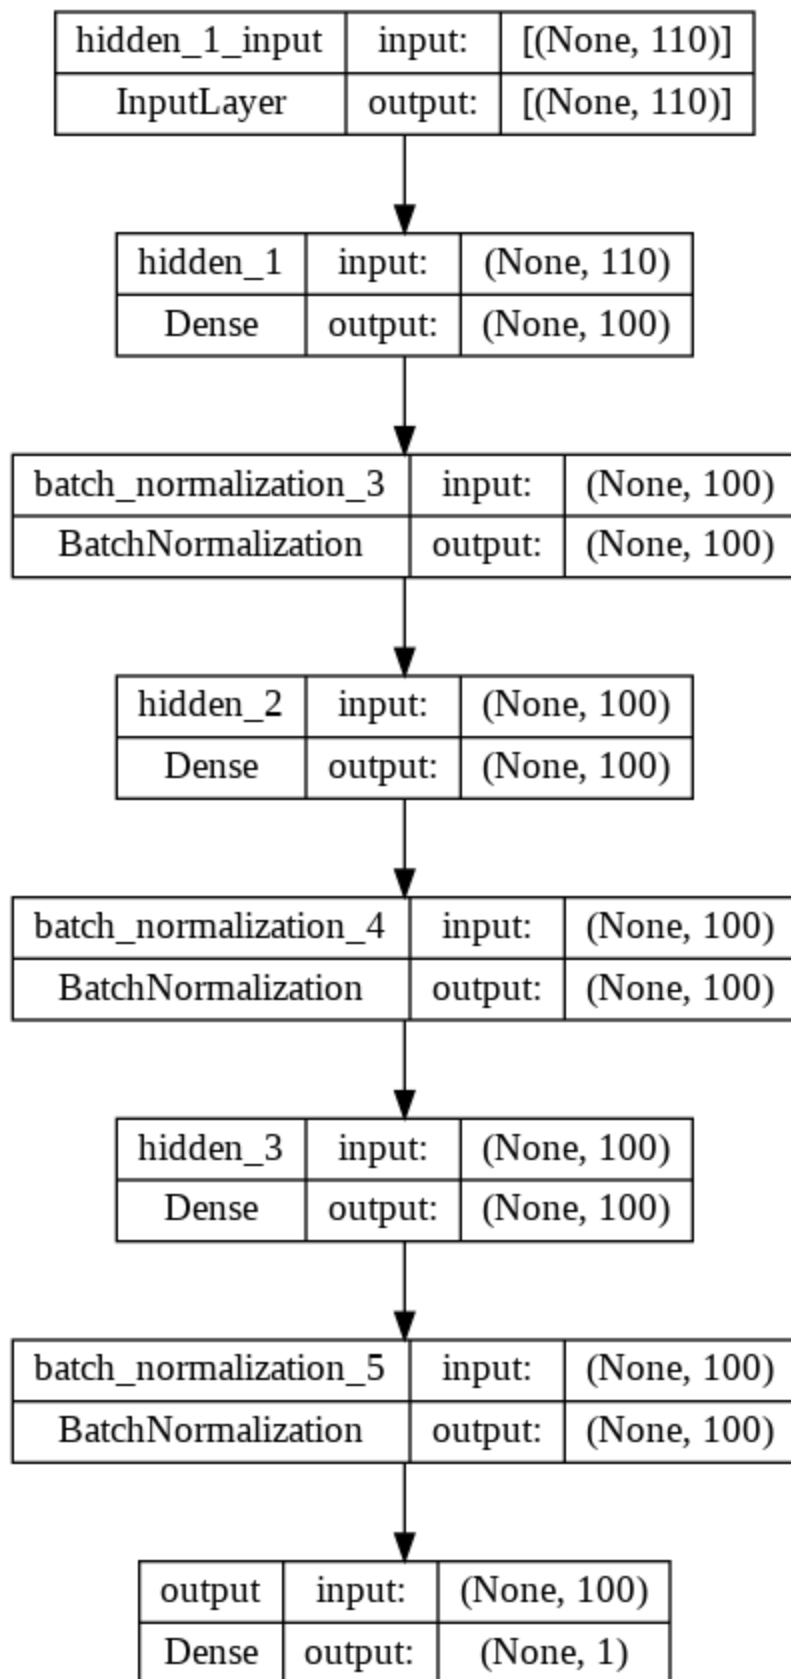 hidden_1_input input: [(None, 110)]
InputLayer output: [(None, 110)]
hidden_1 input: (None, 110)
Dense output: (None, 100)
batch_normalization_3 input: (None, 100)
BatchNormalization output: (None, 100)
hidden_2 input: (None, 100)
Dense output: (None, 100)
batch_normalization_4 input: (None, 100)
BatchNormalization output: (None, 100)
hidden_3 input: (None, 100)
Dense output: (None, 100)
batch_normalization_5 input: (None, 100)
BatchNormalization output: (None, 100)
output input: (None, 100)
Dense output: (None, 1)